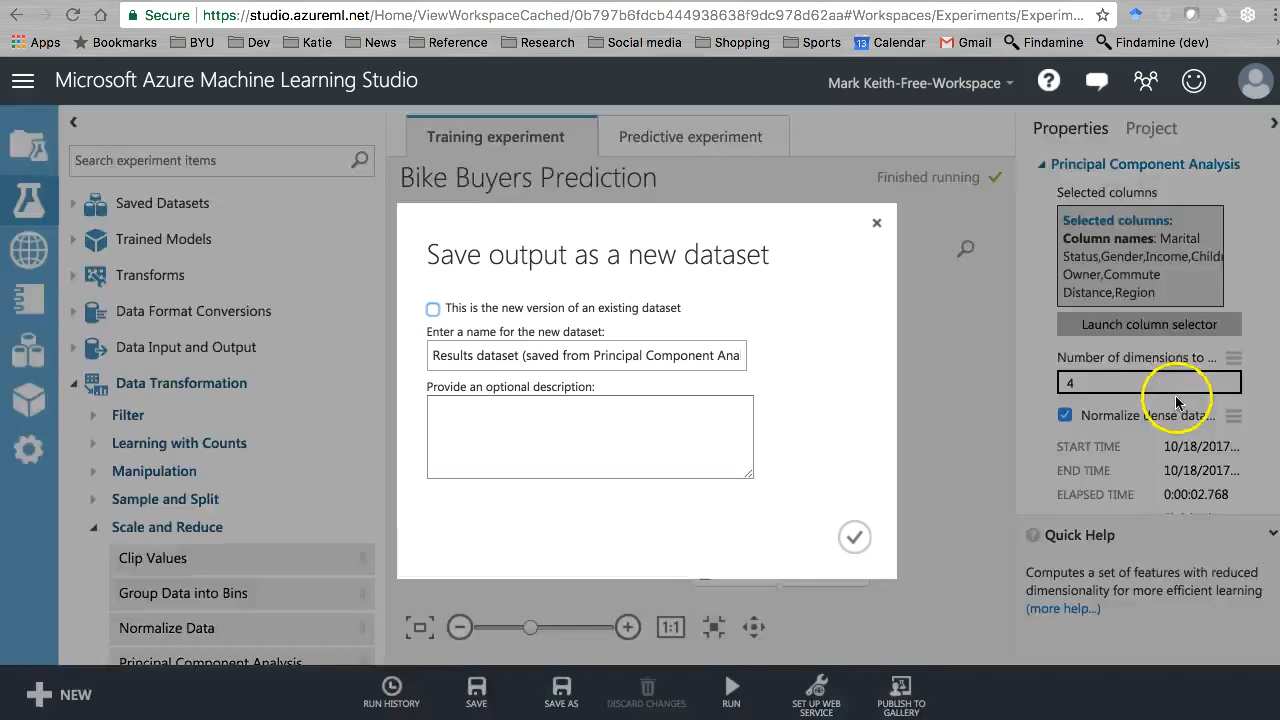 Secure
https://studio.azureml.net/Home/ViewWorkspaceCached/0b797b6fdcb444938638f9dc978d62aa#Workspaces/Experiments/Experim...
Apps Bookmarks BYU Dev Katie News Reference Research Social media Shopping Sports 13 Calendar Gmail Findamine Findamine (dev)
Microsoft Azure Machine Learning Studio
Mark Keith-Free-Workspace
?
Search experiment items
Saved Datasets
Trained Models
Transforms
Data Format Conversions
Data Input and Output
Data Transformation
Filter
Learning with Counts
Manipulation
Sample and Split
Scale and Reduce
Clip Values
Group Data into Bins
Normalize Data
Principal Component Analysis
Training experiment
Predictive experiment
Bike Buyers Prediction
Finished running
Save output as a new dataset
This is the new version of an existing dataset
Enter a name for the new dataset:
Results dataset (saved from Principal Component Anal
Provide an optional description:
1:1
Properties Project
Principal Component Analysis
Selected columns
Selected columns:
Column names: Marital
Status,Gender,Income,Childr
Owner,Commute
Distance,Region
Launch column selector
Number of dimensions to ...
4
Normalize dense data...
START TIME 10/18/2017...
END TIME 10/18/2017...
ELAPSED TIME 0:00:02.768
? Quick Help
Computes a set of features with reduced
dimensionality for more efficient learning
(more help...)
NEW
RUN HISTORY
SAVE
SAVE AS
DISCARD CHANGES
RUN
SET UP WEB
SERVICE
PUBLISH TO
GALLERY